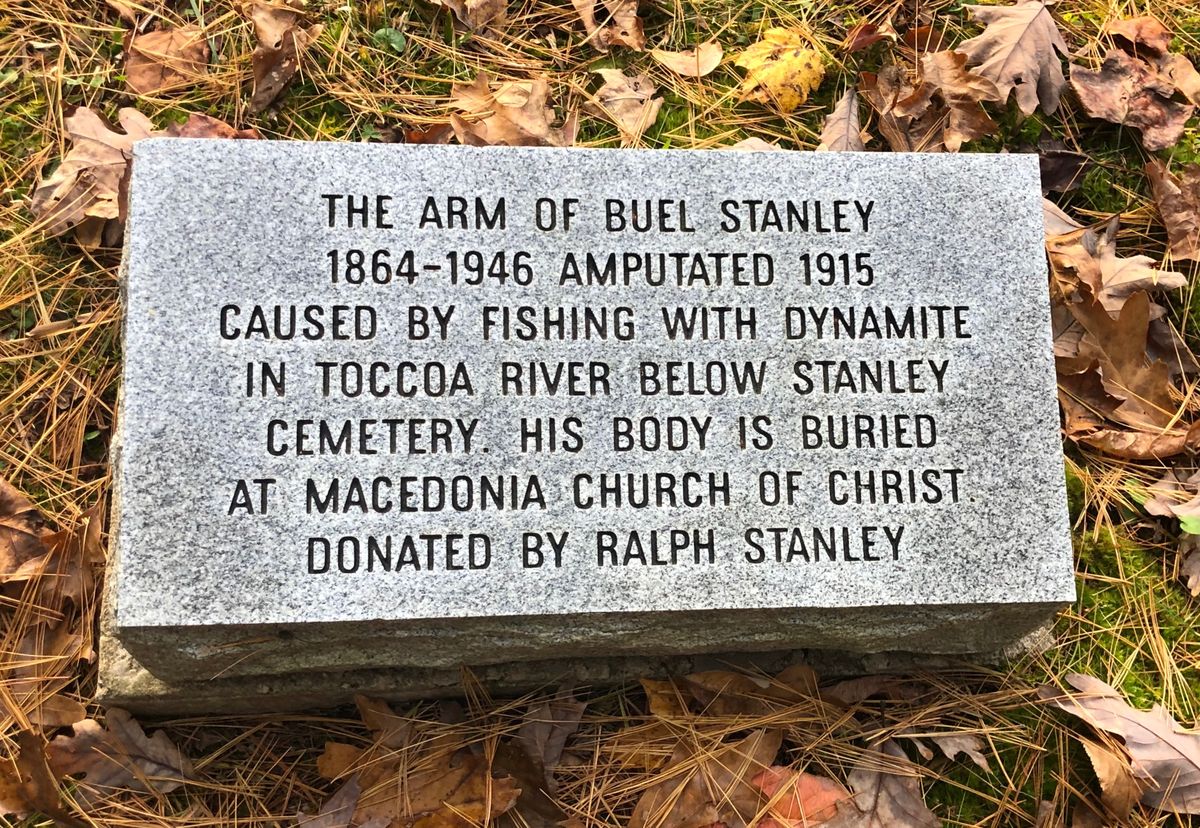 THE ARM OF BUEL STANLEY
1864-1946 AMPUTATED 1915
CAUSED BY FISHING WITH DYNAMITE
IN TOCCOA RIVER BELOW STANLEY
CEMETERY. HIS BODY IS BURIED
AT MACEDONIA CHURCH OF CHRIST.
DONATED BY RALPH STANLEY